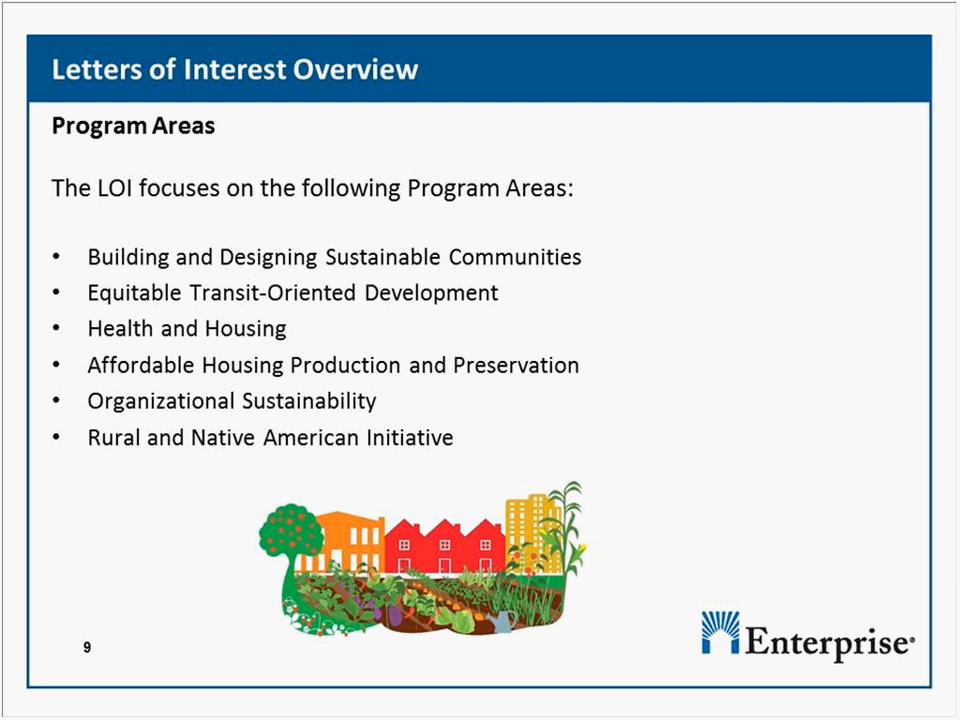 Letters of Interest Overview
Program Areas
The LOI focuses on the following Program Areas:
• Building and Designing Sustainable Communities
• Equitable Transit-Oriented Development
• Health and Housing
• Affordable Housing Production and Preservation
• Organizational Sustainability
• Rural and Native American Initiative
9
Enterprise®